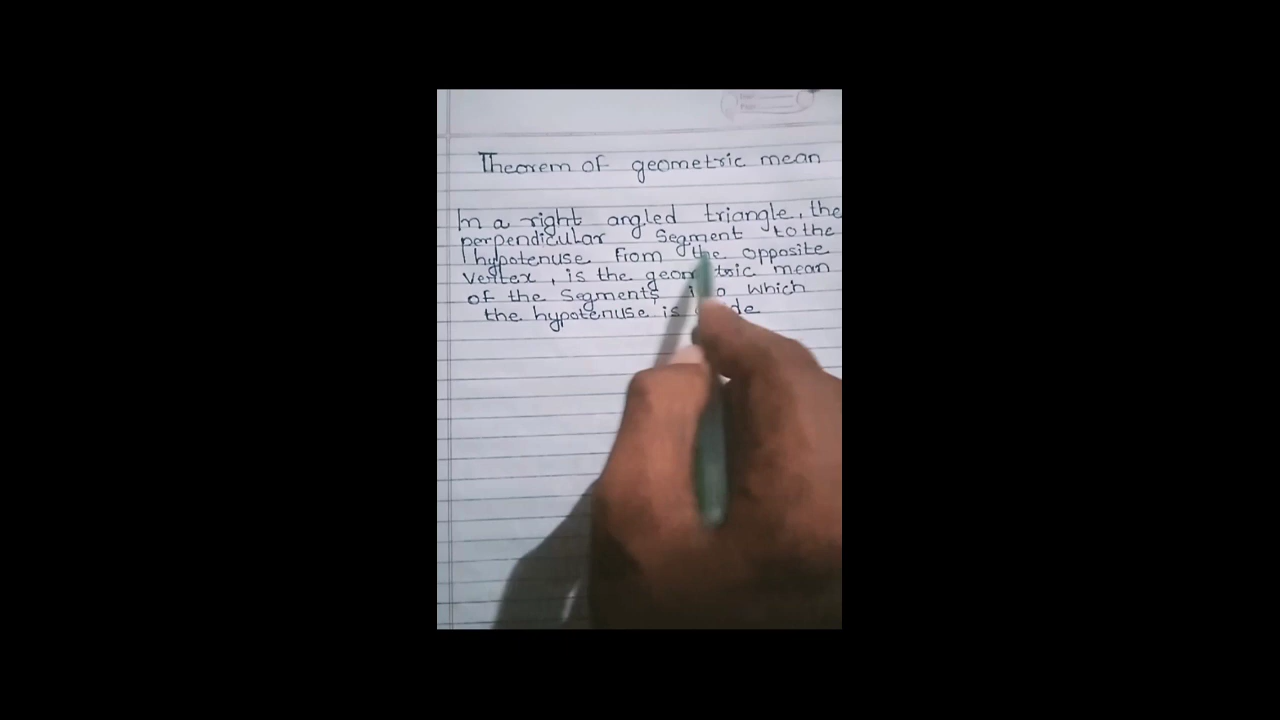 Theorem of geometric mean
In a right angled triangle, the
perpendicular segment to the
hypotenuse from the opposite
vertex, is the geom tric mean
of the segments i o which
the hypotenuse is de